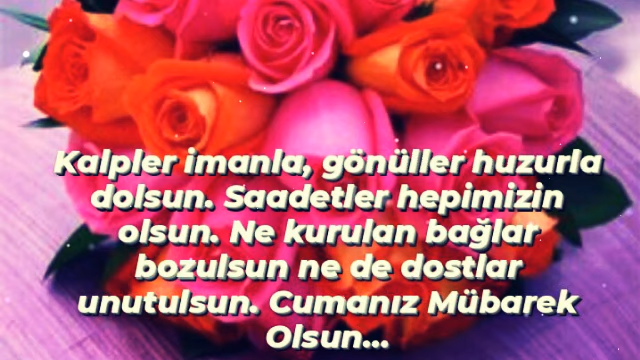 Kalpler imanla, gönüller huzurla
dolsun. Saadetler hepimizin
olsun. Ne kurulan bağlar
bozulsun ne de dostlar
unutulsun. Cumanız Mübarek
Olsun...